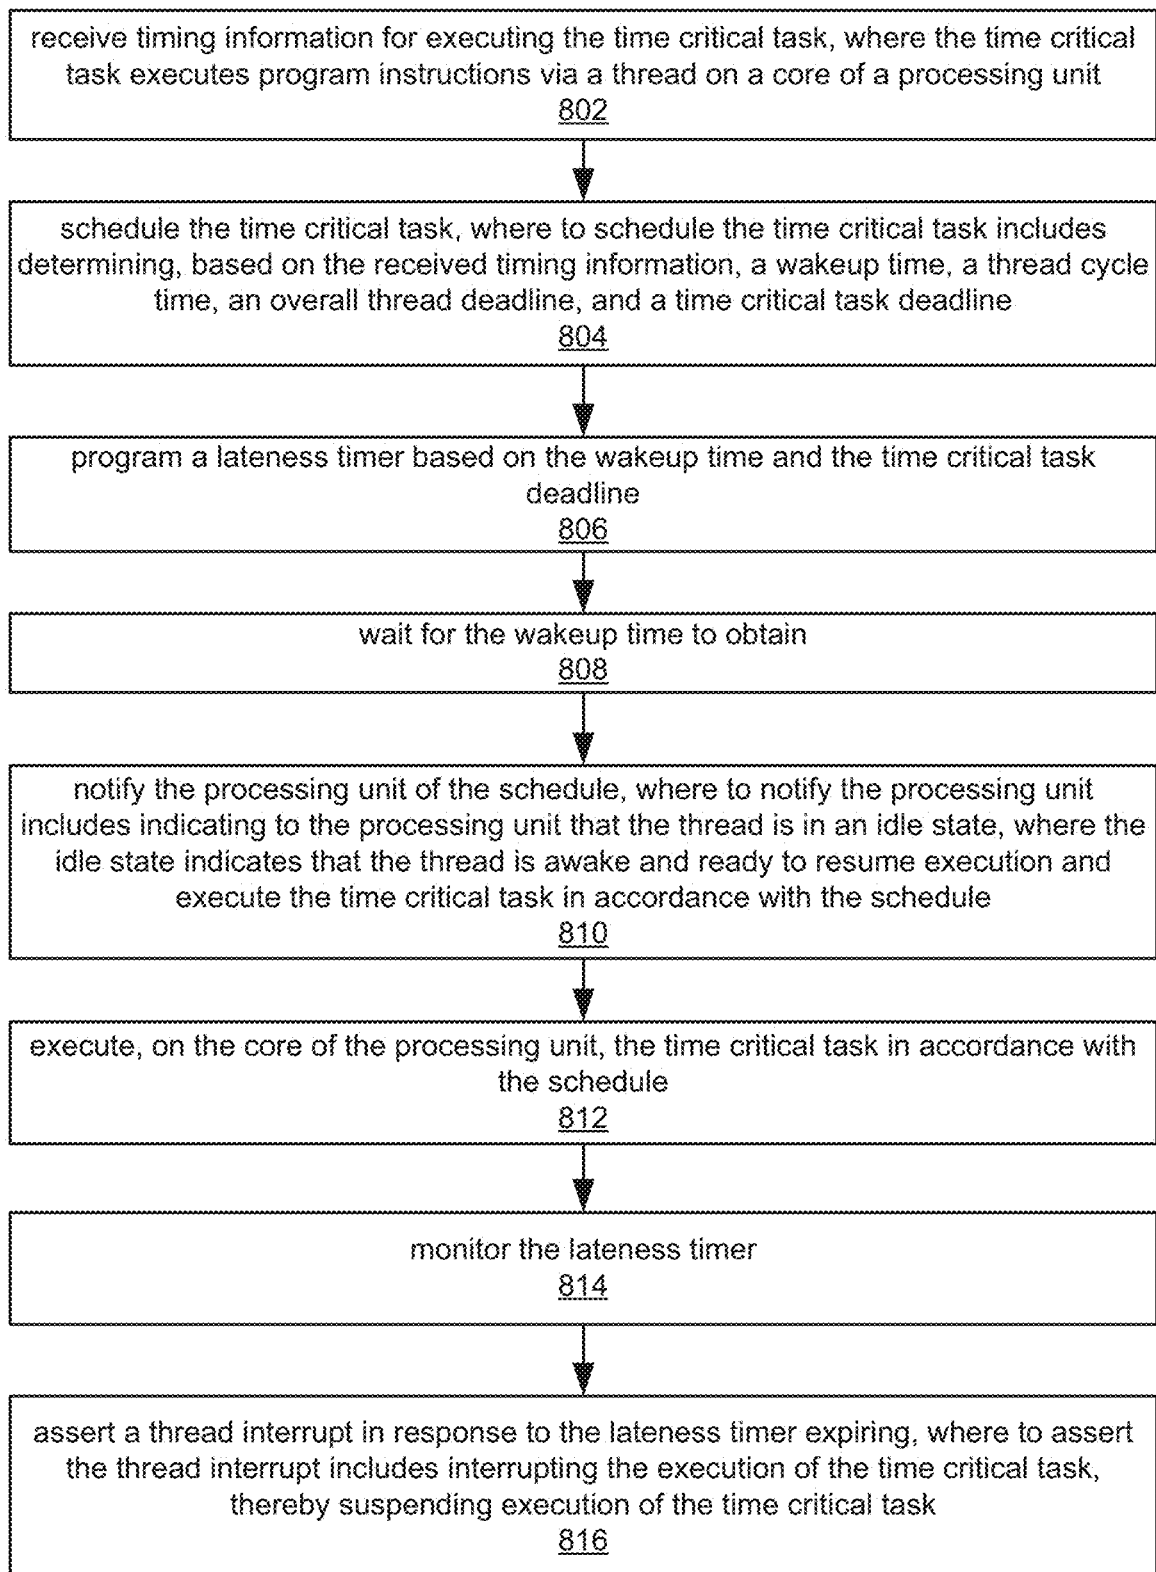 receive timing information for executing the time critical task, where the time critical
task executes program instructions via a thread on a core of a processing unit
802
schedule the time critical task, where to schedule the time critical task includes
determining, based on the received timing information, a wakeup time, a thread cycle
time, an overall thread deadline, and a time critical task deadline
804
program a lateness timer based on the wakeup time and the time critical task
deadline
806
wait for the wakeup time to obtain
808
notify the processing unit of the schedule, where to notify the processing unit
includes indicating to the processing unit that the thread is in an idle state, where the
idle state indicates that the thread is awake and ready to resume execution and
execute the time critical task in accordance with the schedule
810
execute, on the core of the processing unit, the time critical task in accordance with
the schedule
812
monitor the lateness timer
814
assert a thread interrupt in response to the lateness timer expiring, where to assert
the thread interrupt includes interrupting the execution of the time critical task,
thereby suspending execution of the time critical task
816